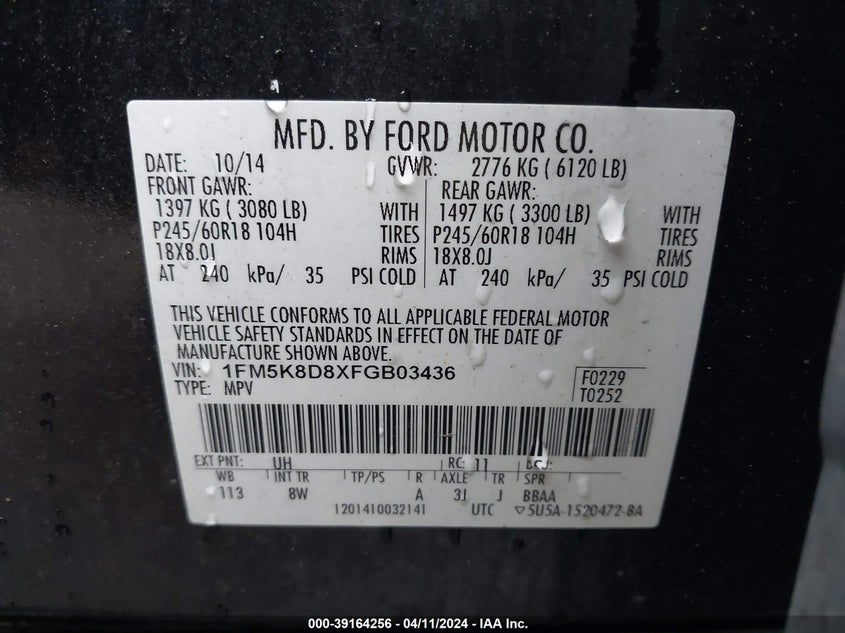 MFD. BY FORD MOTOR CO.
DATE: 10/14 GVWR: 2776 KG ( 6120 LB)
FRONT GAWR: REAR GAWR:
1397 KG ( 3080 LB) WITH 1497 KG ( 3300 LB) WITH
P245/60R18 104H TIRES P245/60R18 104H TIRES
18X8.0J RIMS 18X8.0J RIMS
AT 240 kPa/ 35 PSI COLD AT 240 kPa/ 35 PSI COLD
THIS VEHICLE CONFORMS TO ALL APPLICABLE FEDERAL MOTOR
VEHICLE SAFETY STANDARDS IN EFFECT ON THE DATE OF
MANUFACTURE SHOWN ABOVE.
VIN: 1FM5K8D8XFGB03436 F0229
TYPE: MPV T0252
EXT PNT: UH RC: 11 DSO:
WB INT TR TP/PS R AXLE TR SPR
113 8W A 3J J BBAA
1201410032141 UTC ▽5U5A-1520472-BA
000-39164256 - 04/11/2024 - IAA Inc.